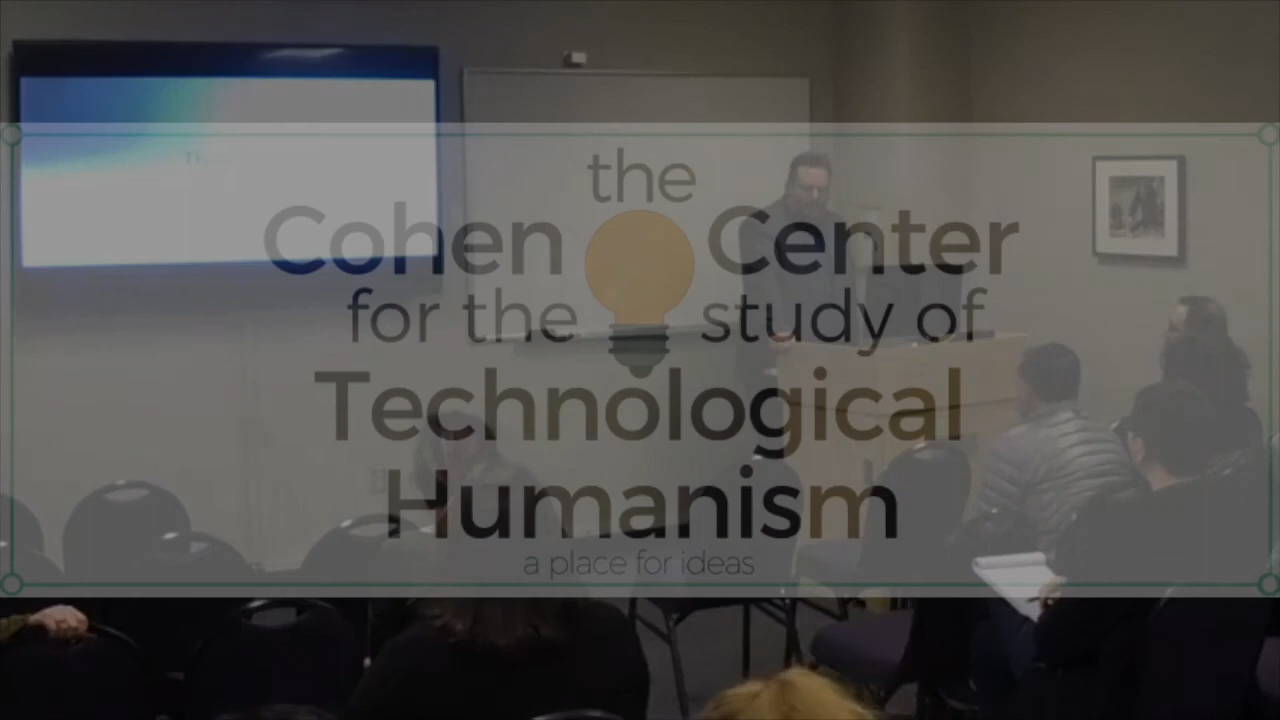 the
Cohen Center
for the study of
Technological
Humanism
a place for ideas